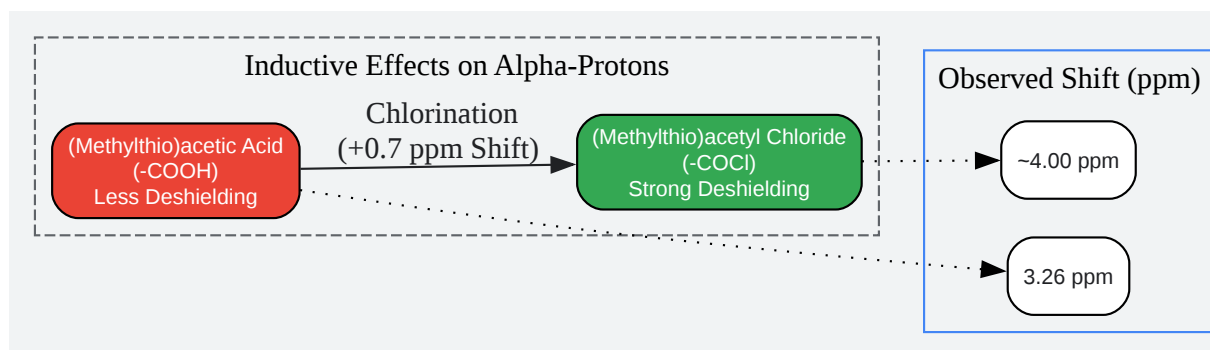 Inductive Effects on Alpha-Protons
Observed Shift (ppm)
Chlorination
(+0.7 ppm Shift)
(Methylthio)acetic Acid
(-COOH)
Less Deshielding
(Methylthio)acetyl Chloride
(-COCl)
Strong Deshielding
~4.00 ppm
3.26 ppm